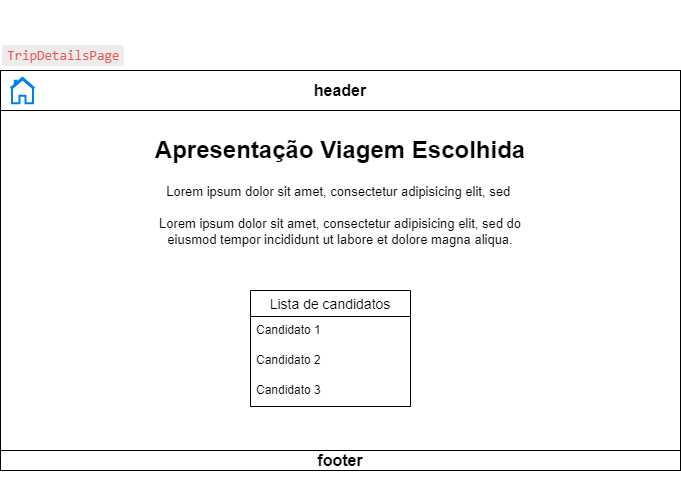 TripDetailsPage
header
Apresentação Viagem Escolhida
Lorem ipsum dolor sit amet, consectetur adipisicing elit, sed
Lorem ipsum dolor sit amet, consectetur adipisicing elit, sed do
eiusmod tempor incididunt ut labore et dolore magna aliqua.
Lista de candidatos
Candidato 1
Candidato 2
Candidato 3
footer